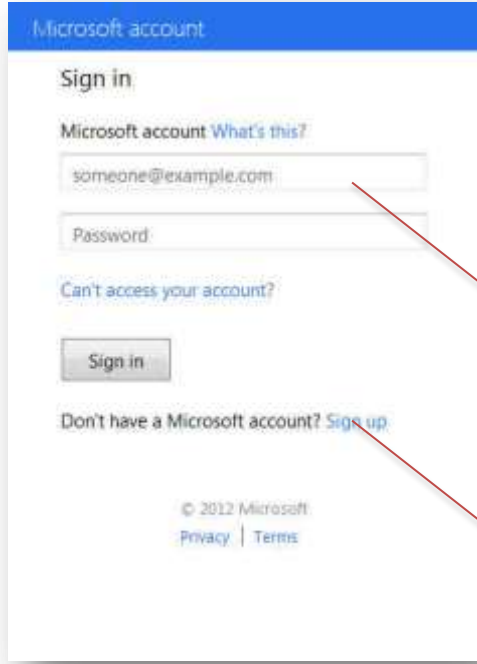 Microsoft account
Sign in
Microsoft account What's this?
someone@example.com
Password
Can't access your account?
Sign in
Don't have a Microsoft account? Sign up
© 2012 Microsoft
Privacy | Terms